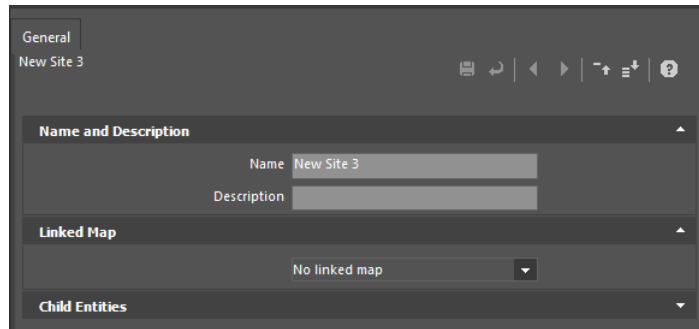 General
New Site 3
Name and Description
Name New Site 3
Description
Linked Map
No linked map
Child Entities